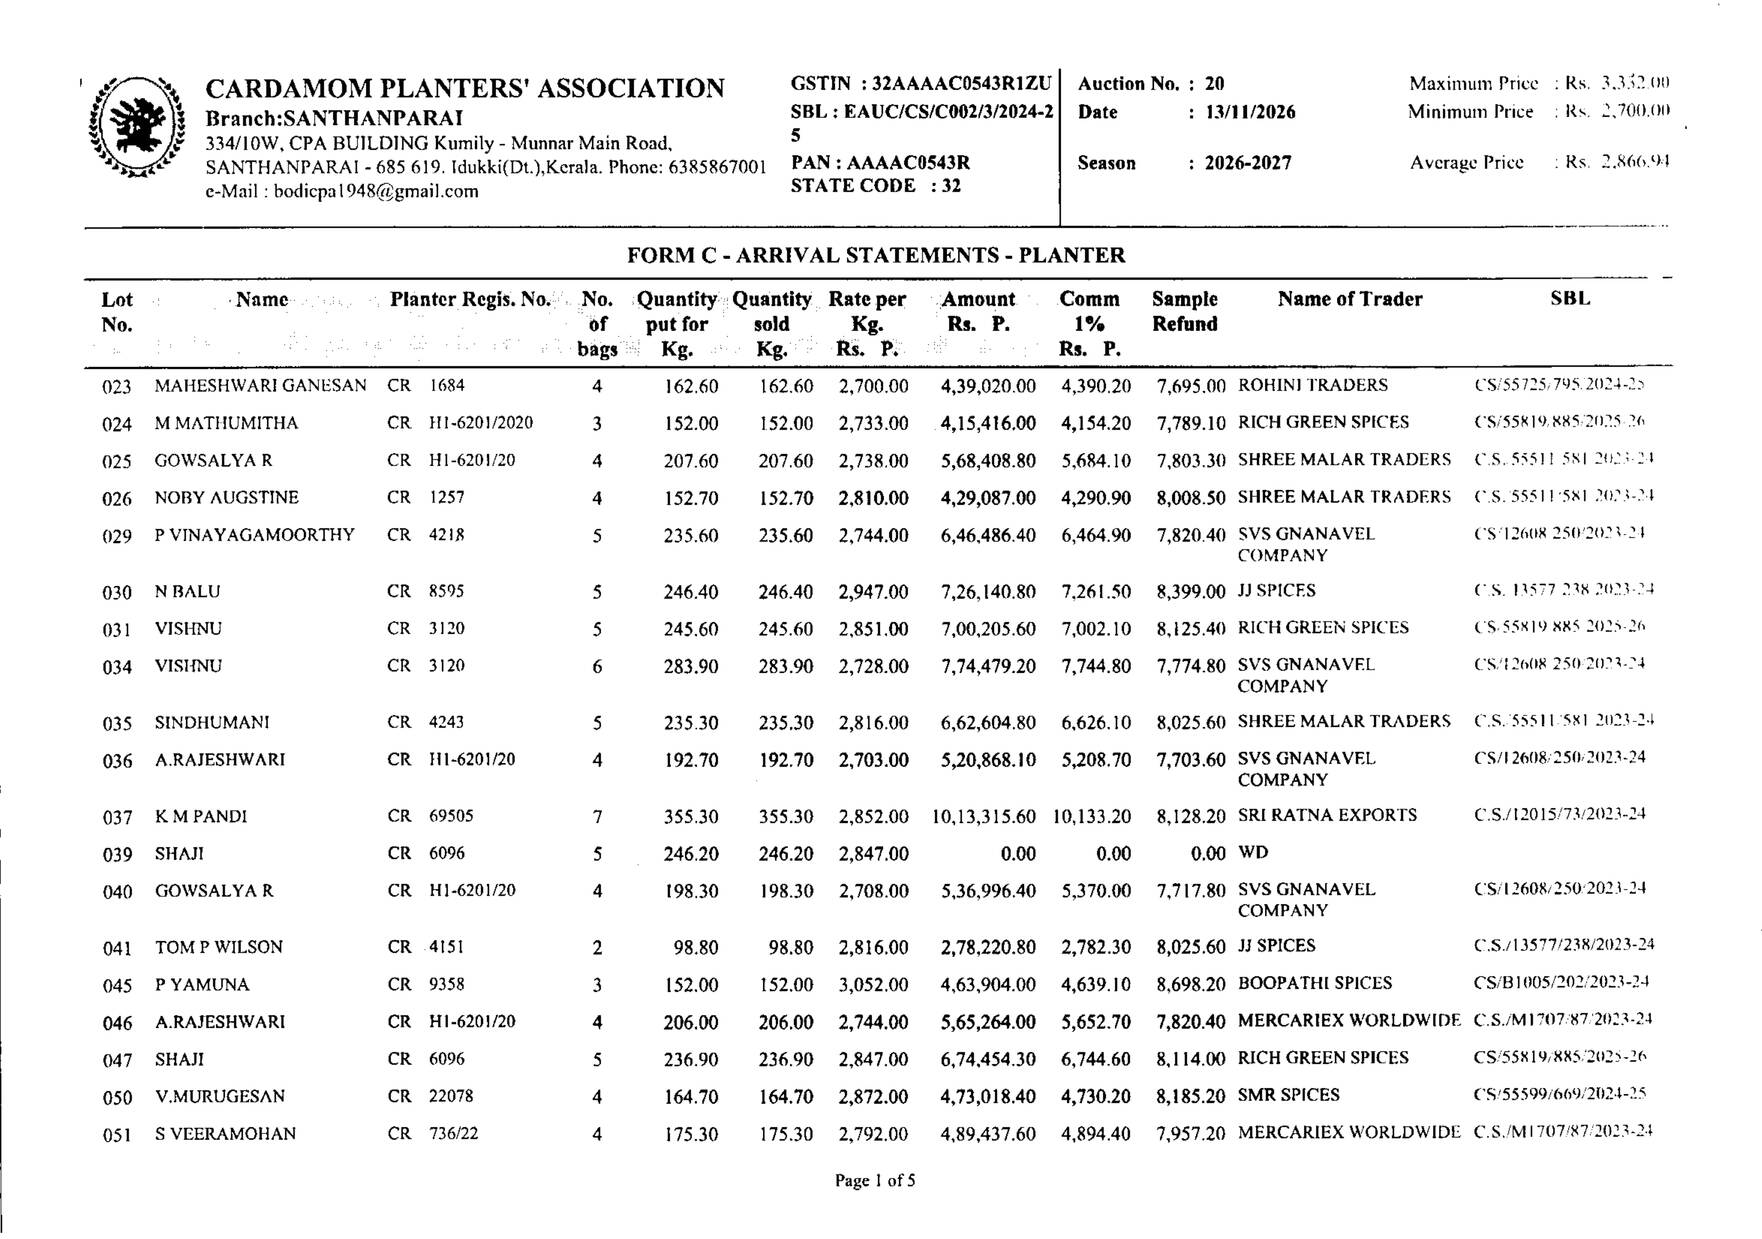 CARDAMOM PLANTERS' ASSOCIATION
Branch:SANTHANPARAI
334/10W, CPA BUILDING Kumily - Munnar Main Road,
SANTHANPARAI - 685 619. Idukki(Dt.),Kerala. Phone: 6385867001
e-Mail : bodicpa1948@gmail.com
GSTIN : 32AAAAC0543R1ZU
SBL : EAUC/CS/C002/3/2024-2
5
PAN : AAAAC0543R
STATE CODE : 32
Auction No. : 20
Date : 13/11/2026
Season : 2026-2027
Maximum Price : Rs. 3,352.00
Minimum Price : Rs. 2,700.00
Average Price : Rs. 2,866.94
FORM C - ARRIVAL STATEMENTS - PLANTER
Lot No. Name Planter Regis. No. No. of bags Quantity put for Kg. Quantity sold Kg. Rate per Kg. Rs. P. Amount Rs. P. Comm 1% Rs. P. Sample Refund Name of Trader SBL
023 MAHESHWARI GANESAN CR 1684 4 162.60 162.60 2,700.00 4,39,020.00 4,390.20 7,695.00 ROHINI TRADERS CS/55725/795/2024-25
024 M MATHUMITHA CR H1-6201/2020 3 152.00 152.00 2,733.00 4,15,416.00 4,154.20 7,789.10 RICH GREEN SPICES CS/55819/885/2025-26
025 GOWSALYA R CR H1-6201/20 4 207.60 207.60 2,738.00 5,68,408.80 5,684.10 7,803.30 SHREE MALAR TRADERS C.S./55511/581/2023-24
026 NOBY AUGSTINE CR 1257 4 152.70 152.70 2,810.00 4,29,087.00 4,290.90 8,008.50 SHREE MALAR TRADERS C.S./55511/581/2023-24
029 P VINAYAGAMOORTHY CR 4218 5 235.60 235.60 2,744.00 6,46,486.40 6,464.90 7,820.40 SVS GNANAVEL CS/12608/250/2023-24
COMPANY
030 N BALU CR 8595 5 246.40 246.40 2,947.00 7,26,140.80 7,261.50 8,399.00 JJ SPICES C.S./13577/238/2023-24
031 VISHNU CR 3120 5 245.60 245.60 2,851.00 7,00,205.60 7,002.10 8,125.40 RICH GREEN SPICES CS/55819/885/2025-26
034 VISHNU CR 3120 6 283.90 283.90 2,728.00 7,74,479.20 7,744.80 7,774.80 SVS GNANAVEL CS/12608/250/2023-24
COMPANY
035 SINDHUMANI CR 4243 5 235.30 235.30 2,816.00 6,62,604.80 6,626.10 8,025.60 SHREE MALAR TRADERS C.S./55511/581/2023-24
036 A.RAJESHWARI CR H1-6201/20 4 192.70 192.70 2,703.00 5,20,868.10 5,208.70 7,703.60 SVS GNANAVEL CS/12608/250/2023-24
COMPANY
037 K M PANDI CR 69505 7 355.30 355.30 2,852.00 10,13,315.60 10,133.20 8,128.20 SRI RATNA EXPORTS C.S./12015/73/2023-24
039 SHAJI CR 6096 5 246.20 246.20 2,847.00 0.00 0.00 0.00 WD
040 GOWSALYA R CR H1-6201/20 4 198.30 198.30 2,708.00 5,36,996.40 5,370.00 7,717.80 SVS GNANAVEL CS/12608/250/2023-24
COMPANY
041 TOM P WILSON CR 4151 2 98.80 98.80 2,816.00 2,78,220.80 2,782.30 8,025.60 JJ SPICES C.S./13577/238/2023-24
045 P YAMUNA CR 9358 3 152.00 152.00 3,052.00 4,63,904.00 4,639.10 8,698.20 BOOPATHI SPICES CS/B1005/202/2023-24
046 A.RAJESHWARI CR H1-6201/20 4 206.00 206.00 2,744.00 5,65,264.00 5,652.70 7,820.40 MERCARIEX WORLDWIDE C.S./M1707/87/2023-24
047 SHAJI CR 6096 5 236.90 236.90 2,847.00 6,74,454.30 6,744.60 8,114.00 RICH GREEN SPICES CS/55819/885/2025-26
050 V.MURUGESAN CR 22078 4 164.70 164.70 2,872.00 4,73,018.40 4,730.20 8,185.20 SMR SPICES CS/55599/669/2024-25
051 S VEERAMOHAN CR 736/22 4 175.30 175.30 2,792.00 4,89,437.60 4,894.40 7,957.20 MERCARIEX WORLDWIDE C.S./M1707/87/2023-24
Page 1 of 5